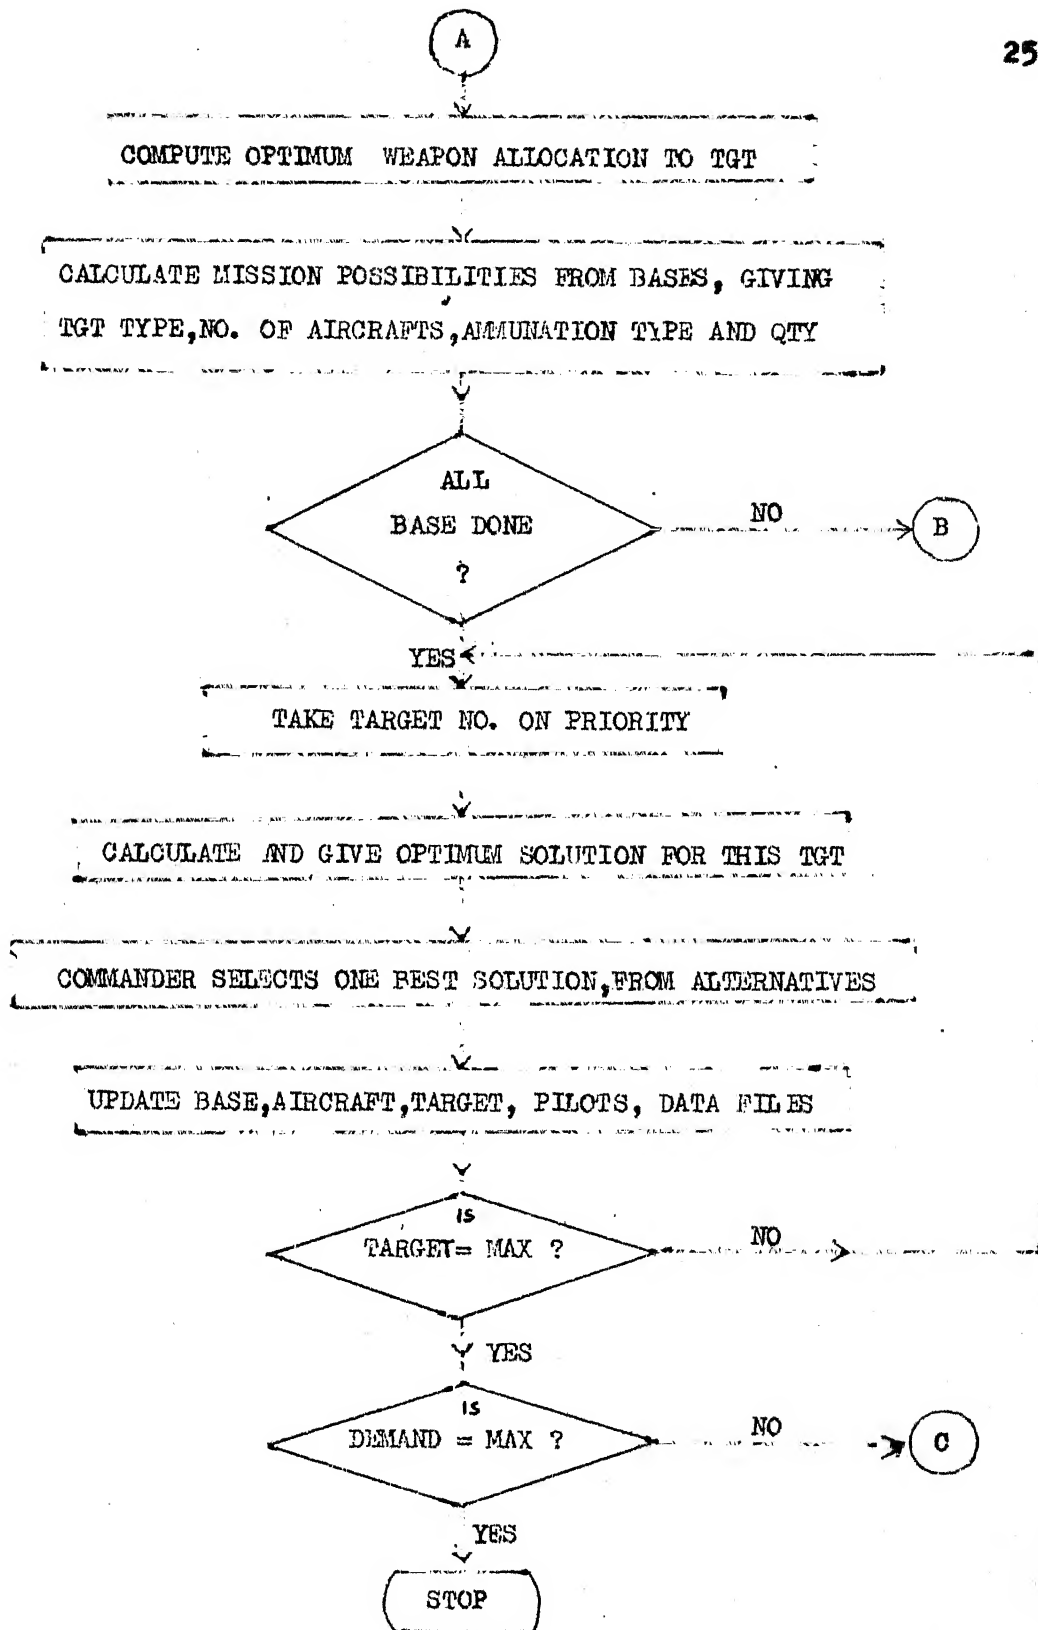 A
25
COMPUTE OPTIMUM WEAPON ALLOCATION TO TGT
CALCULATE MISSION POSSIBILITIES FROM BASES, GIVING
TGT TYPE,NO. OF AIRCRAFTS,AMMUNATION TYPE AND QTY
ALL
BASE DONE
?
NO
B
YES
TAKE TARGET NO. ON PRIORITY
CALCULATE AND GIVE OPTIMUM SOLUTION FOR THIS TGT
COMMANDER SELECTS ONE BEST SOLUTION,FROM ALTERNATIVES
UPDATE BASE,AIRCRAFT,TARGET, PILOTS, DATA FILES
IS
TARGET= MAX ?
NO
YES
IS
DEMAND = MAX ?
NO
C
YES
STOP